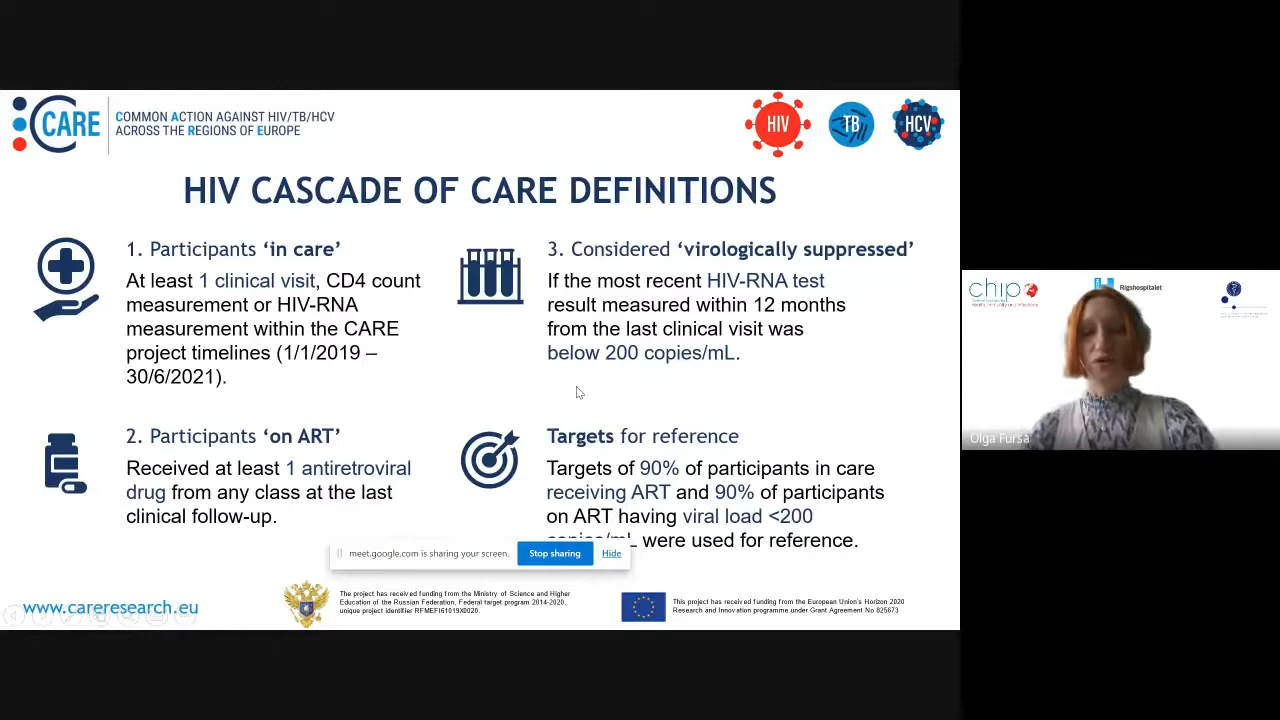 CARE
COMMON ACTION AGAINST HIV/TB/HCV
ACROSS THE REGIONS OF EUROPE
HIV
TB
HCV
HIV CASCADE OF CARE DEFINITIONS
1. Participants ‘in care’
At least 1 clinical visit, CD4 count
measurement or HIV-RNA
measurement within the CARE
project timelines (1/1/2019 –
30/6/2021).
2. Participants ‘on ART’
Received at least 1 antiretroviral
drug from any class at the last
clinical follow-up.
3. Considered ‘virologically suppressed’
If the most recent HIV-RNA test
result measured within 12 months
from the last clinical visit was
below 200 copies/mL.
Targets for reference
Targets of 90% of participants in care
receiving ART and 90% of participants
on ART having viral load <200
copies/mL were used for reference.
meet.google.com is sharing your screen.
Stop sharing
Hide
www.careresearch.eu
The project has received funding from the Ministry of Science and Higher
Education of the Russian Federation, Federal target program 2014-2020,
unique project identifier RFMEFI61019X0020.
This project has received funding from the European Union's Horizon 2020
Research and Innovation programme under Grant Agreement No 825673
chip
Rigshospitalet
Olga Fursa